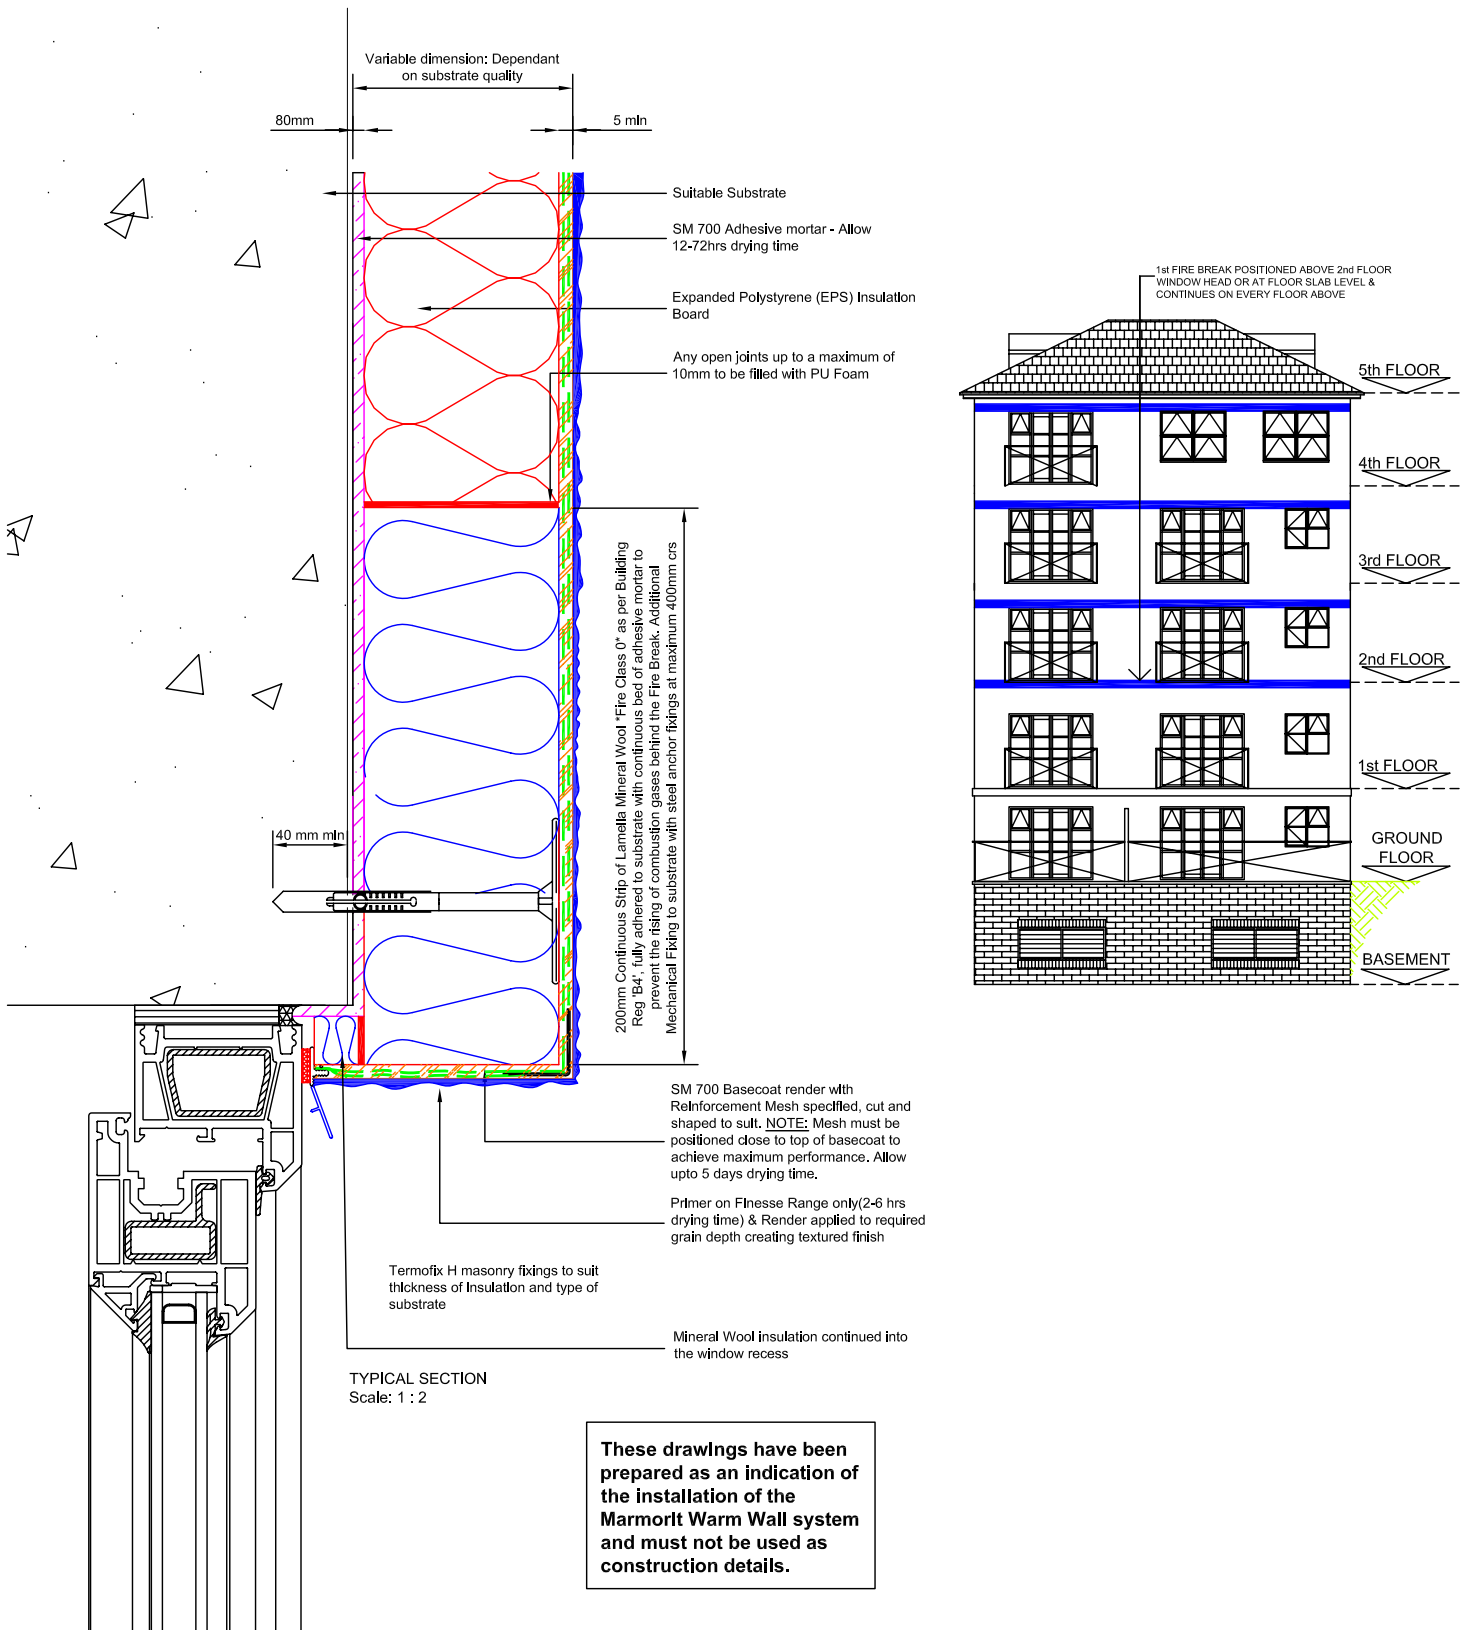 Variable dimension: Dependant
on substrate quality
80mm
5 min
Suitable Substrate
SM 700 Adhesive mortar - Allow
12-72hrs drying time
Expanded Polystyrene (EPS) Insulation
Board
Any open joints up to a maximum of
10mm to be filled with PU Foam
200mm Continuous Strip of Lamella Mineral Wool "Fire Class 0" as per Building
Reg 'B4', fully adhered to substrate with continuous bed of adhesive mortar to
prevent the rising of combustion gases behind the Fire Break. Additional
Mechanical Fixing to substrate with steel anchor fixings at maximum 400mm crs
40 mm min
SM 700 Basecoat render with
Reinforcement Mesh specified, cut and
shaped to suit. NOTE: Mesh must be
positioned close to top of basecoat to
achieve maximum performance. Allow
upto 5 days drying time.
Primer on Finesse Range only(2-6 hrs
drying time) & Render applied to required
grain depth creating textured finish
Termofix H masonry fixings to suit
thickness of Insulation and type of
substrate
Mineral Wool insulation continued into
the window recess
TYPICAL SECTION
Scale: 1 : 2
These drawings have been
prepared as an indication of
the installation of the
Marmorit Warm Wall system
and must not be used as
construction details.
1st FIRE BREAK POSITIONED ABOVE 2nd FLOOR
WINDOW HEAD OR AT FLOOR SLAB LEVEL &
CONTINUES ON EVERY FLOOR ABOVE
5th FLOOR
4th FLOOR
3rd FLOOR
2nd FLOOR
1st FLOOR
GROUND
FLOOR
BASEMENT